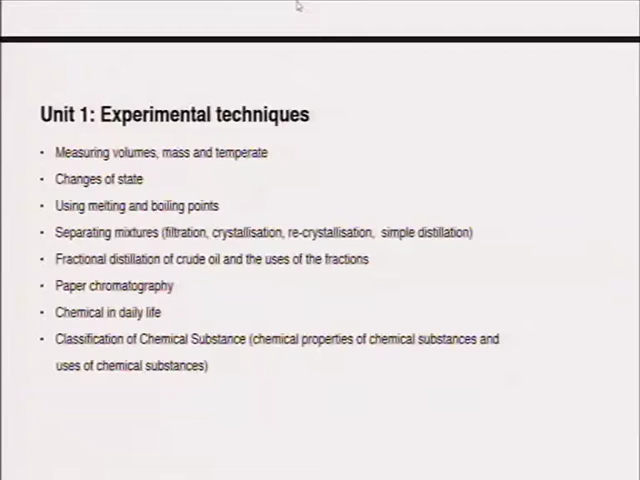 Unit 1: Experimental techniques
• Measuring volumes, mass and temperate
• Changes of state
• Using melting and boiling points
• Separating mixtures (filtration, crystallisation, re-crystallisation, simple distillation)
• Fractional distillation of crude oil and the uses of the fractions
• Paper chromatography
• Chemical in daily life
• Classification of Chemical Substance (chemical properties of chemical substances and
uses of chemical substances)